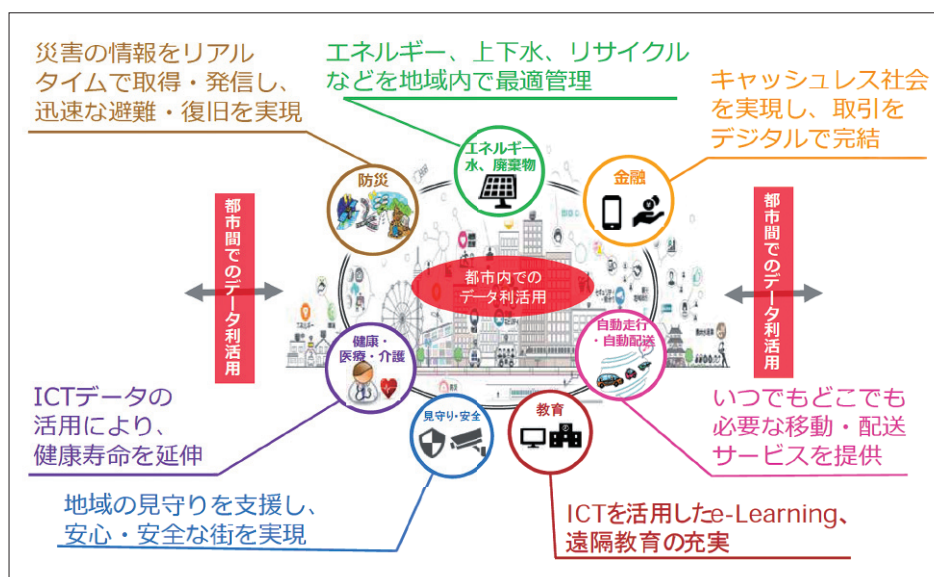 災害の情報をリアル
タイムで取得・発信し、
迅速な避難・復旧を実現
エネルギー、上下水、リサイクル
などを地域内で最適管理
キャッシュレス社会
を実現し、取引を
デジタルで完結
防災
エネルギー
水、廃棄物
金融
都市間でのデータ利活用
都市内での
データ利活用
都市間でのデータ利活用
健康・
医療・介護
自動走行
・自動配送
見守り・安全
教育
ICTデータの
活用により、
健康寿命を延伸
いつでもどこでも
必要な移動・配送
サービスを提供
地域の見守りを支援し、
安心・安全な街を実現
ICTを活用したe-Learning、
遠隔教育の充実